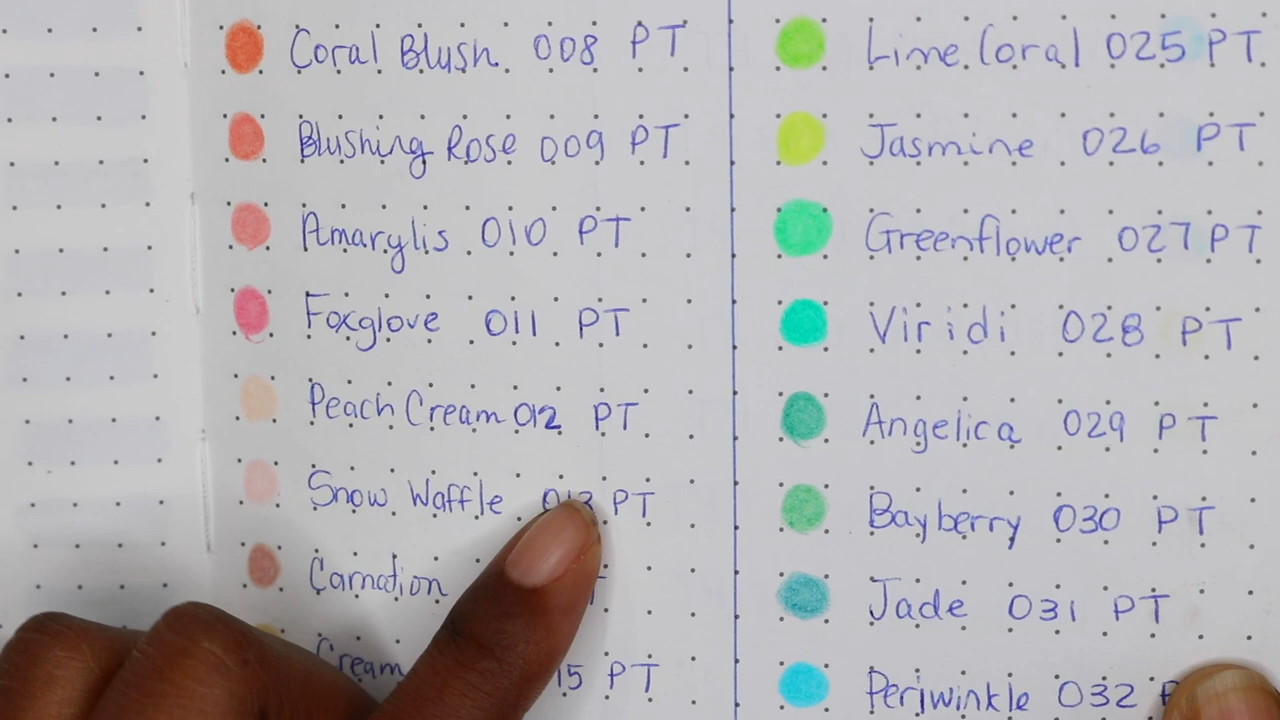 Coral Blush 008 PT
Blushing Rose 009 PT
Amarylis 010 PT
Foxglove 011 PT
Peach Cream 012 PT
Snow Waffle 013 PT
Carnation
Cream 15 PT
Lime Coral 025 PT
Jasmine 026 PT
Greenflower 027 PT
Viridi 028 PT
Angelica 029 PT
Bayberry 030 PT
Jade 031 PT
Periwinkle 032